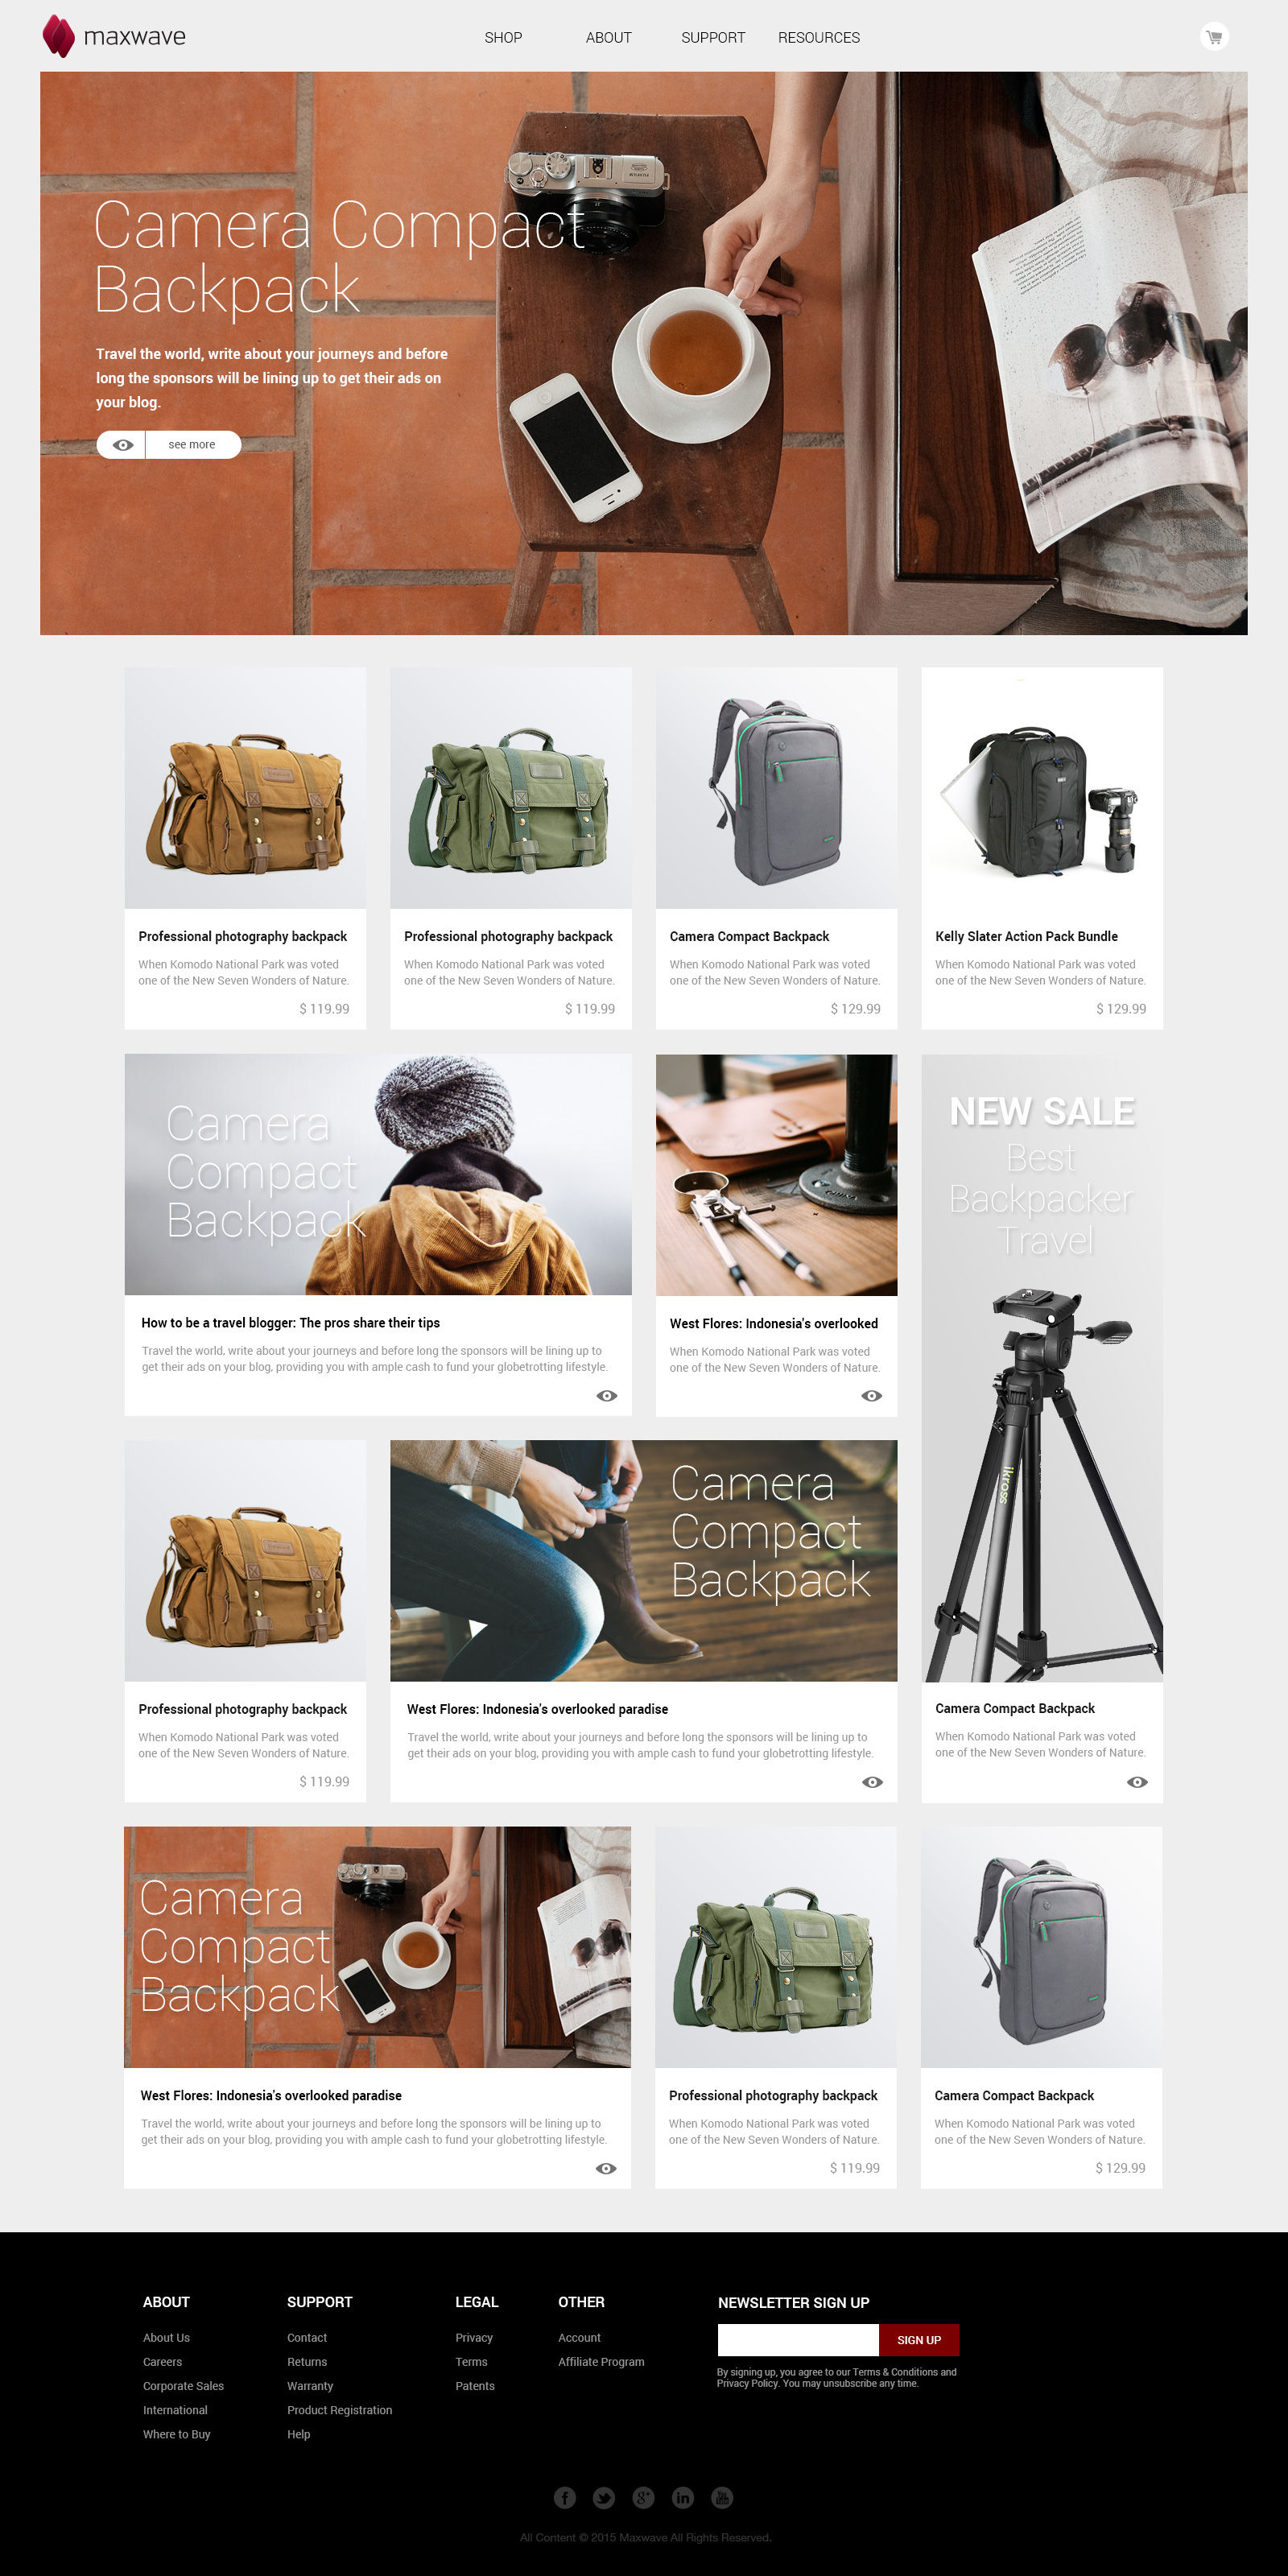 maxwave
SHOP ABOUT SUPPORT RESOURCES
Camera Compact
Backpack
Travel the world, write about your journeys and before
long the sponsors will be lining up to get their ads on
your blog.
see more
Professional photography backpack
When Komodo National Park was voted
one of the New Seven Wonders of Nature.
$ 119.99
Professional photography backpack
When Komodo National Park was voted
one of the New Seven Wonders of Nature.
$ 119.99
Camera Compact Backpack
When Komodo National Park was voted
one of the New Seven Wonders of Nature.
$ 129.99
Kelly Slater Action Pack Bundle
When Komodo National Park was voted
one of the New Seven Wonders of Nature.
$ 129.99
Camera
Compact
Backpack
How to be a travel blogger: The pros share their tips
Travel the world, write about your journeys and before long the sponsors will be lining up to
get their ads on your blog, providing you with ample cash to fund your globetrotting lifestyle.
West Flores: Indonesia's overlooked
When Komodo National Park was voted
one of the New Seven Wonders of Nature.
NEW SALE
Best
Backpacker
Travel
ikross
Camera Compact Backpack
When Komodo National Park was voted
one of the New Seven Wonders of Nature.
Professional photography backpack
When Komodo National Park was voted
one of the New Seven Wonders of Nature.
$ 119.99
Camera
Compact
Backpack
West Flores: Indonesia's overlooked paradise
Travel the world, write about your journeys and before long the sponsors will be lining up to
get their ads on your blog, providing you with ample cash to fund your globetrotting lifestyle.
Camera
Compact
Backpack
West Flores: Indonesia's overlooked paradise
Travel the world, write about your journeys and before long the sponsors will be lining up to
get their ads on your blog, providing you with ample cash to fund your globetrotting lifestyle.
Professional photography backpack
When Komodo National Park was voted
one of the New Seven Wonders of Nature.
$ 119.99
Camera Compact Backpack
When Komodo National Park was voted
one of the New Seven Wonders of Nature.
$ 129.99
ABOUT
About Us
Careers
Corporate Sales
International
Where to Buy
SUPPORT
Contact
Returns
Warranty
Product Registration
Help
LEGAL
Privacy
Terms
Patents
OTHER
Account
Affiliate Program
NEWSLETTER SIGN UP
SIGN UP
By signing up, you agree to our Terms & Conditions and
Privacy Policy. You may unsubscribe any time.
All Content © 2015 Maxwave All Rights Reserved.